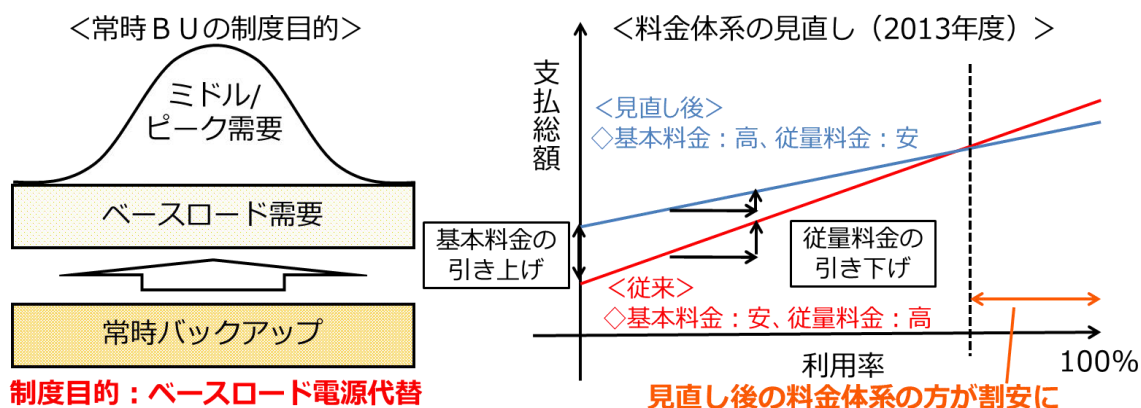 ＜常時ＢＵの制度目的＞
ミドル/
ピーク需要
ベースロード需要
常時バックアップ
制度目的：ベースロード電源代替
＜料金体系の見直し（2013年度）＞
支払総額
＜見直し後＞
◇基本料金：高、従量料金：安
基本料金の
引き上げ
従量料金の
引き下げ
＜従来＞
◇基本料金：安、従量料金：高
利用率
100%
見直し後の料金体系の方が割安に